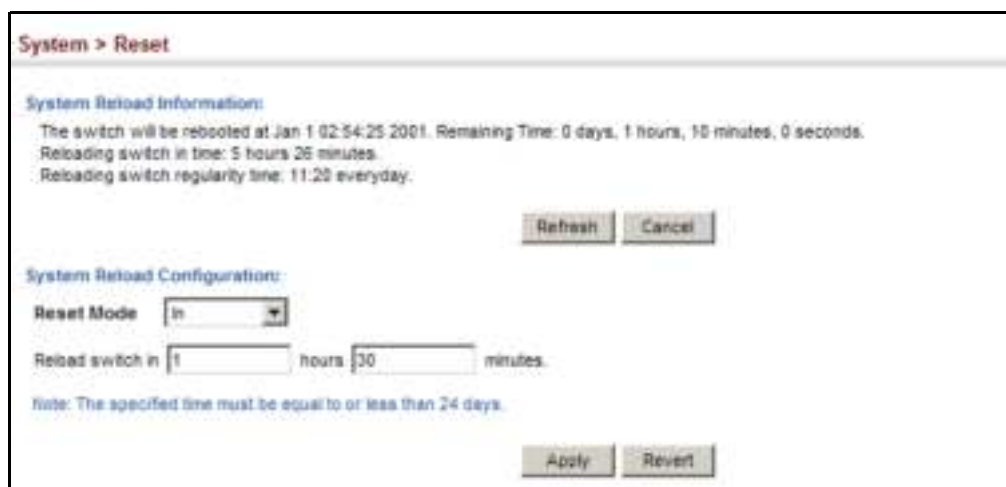 System > Reset
System Reload Information:
The switch will be rebooted at Jan 1 02:54:25 2001. Remaining Time: 0 days, 1 hours, 10 minutes, 0 seconds.
Reloading switch in time: 5 hours 26 minutes.
Reloading switch regularity time: 11:20 everyday.
Refresh Cancel
System Reload Configuration:
Reset Mode In
Reload switch in 1 hours 30 minutes.
Note: The specified time must be equal to or less than 24 days.
Apply Revert